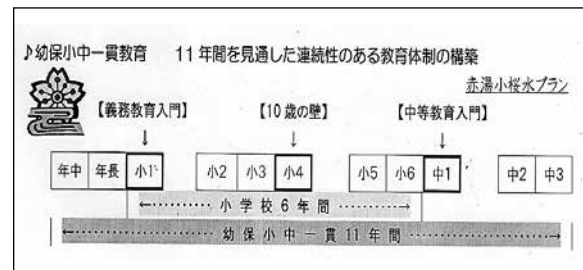 ♪幼保小中一貫教育 11年間を見通した連続性のある教育体制の構築
赤湯小桜水プラン
【義務教育入門】 【10歳の壁】 【中等教育入門】
↓ ↓ ↓
年中 年長 小1 小2 小3 小4 小5 小6 中1 中2 中3
←………… 小学校6年間 …………→
←………… 幼保小中一貫11年間 …………→